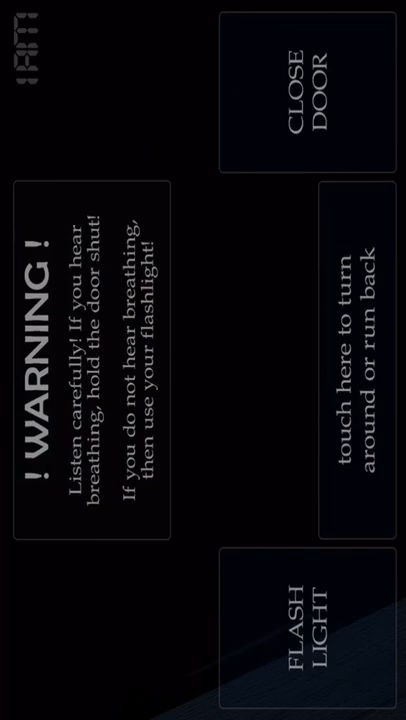 1AM
! WARNING !
Listen carefully! If you hear
breathing, hold the door shut!
If you do not hear breathing,
then use your flashlight!
FLASH
LIGHT
CLOSE
DOOR
touch here to turn
around or run back